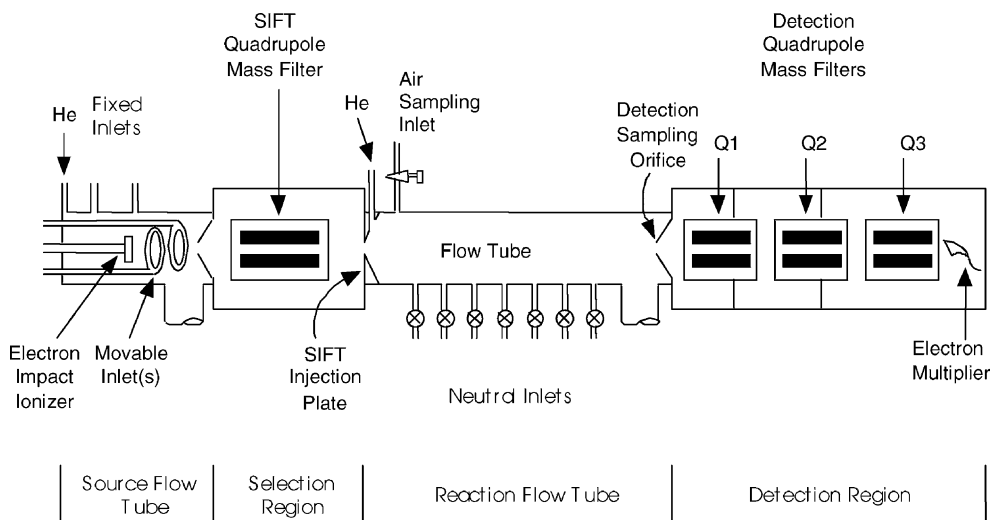 SIFT
Quadrupole
Mass Filter
Detection
Quadrupole
Mass Filters
He
Fixed
Inlets
He
Air
Sampling
Inlet
Detection
Sampling
Orifice
Q1
Q2
Q3
Flow Tube
Electron
Impact
Ionizer
Movable
Inlet(s)
SIFT
Injection
Plate
Neutral Inlets
Electron
Multiplier
Source Flow
Tube
Selection
Region
Reaction Flow Tube
Detection Region